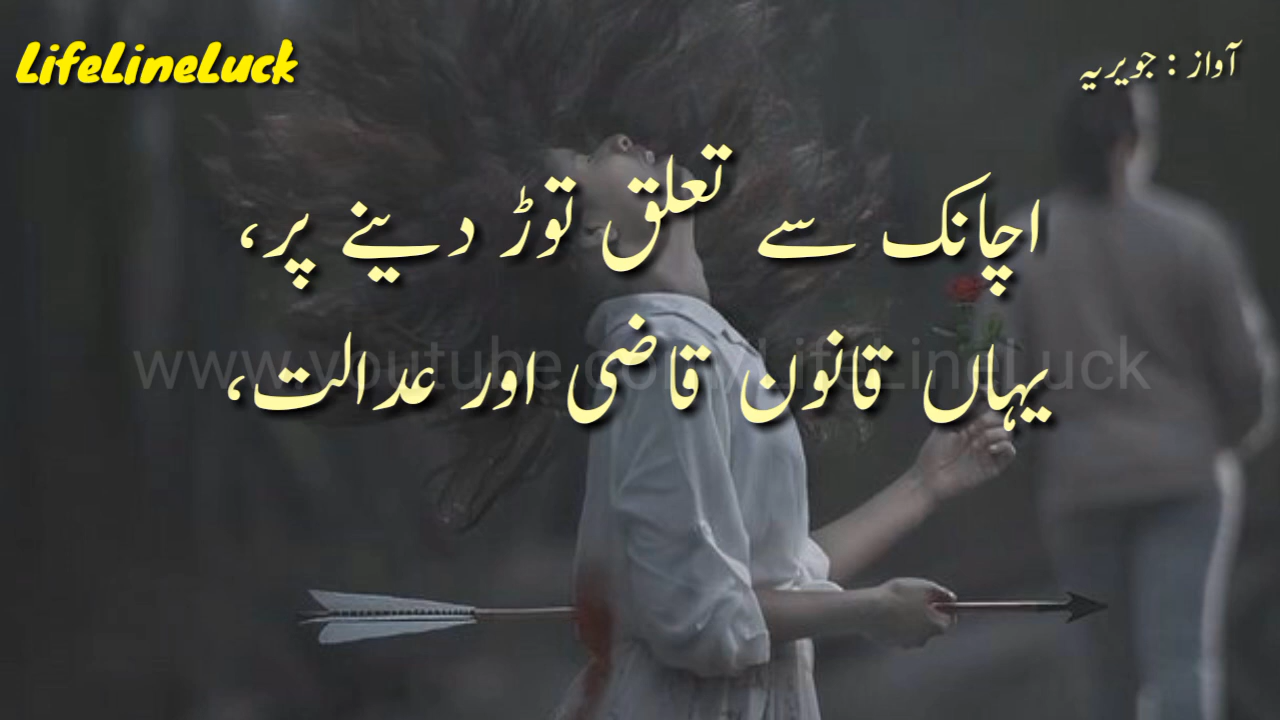 LifeLineLuck
آواز : جویریہ
اچانک سے تعلق توڑ دینے پر،
یہاں قانون قاضی اور عدالت،
www.youtube.com/LifeLineLuck